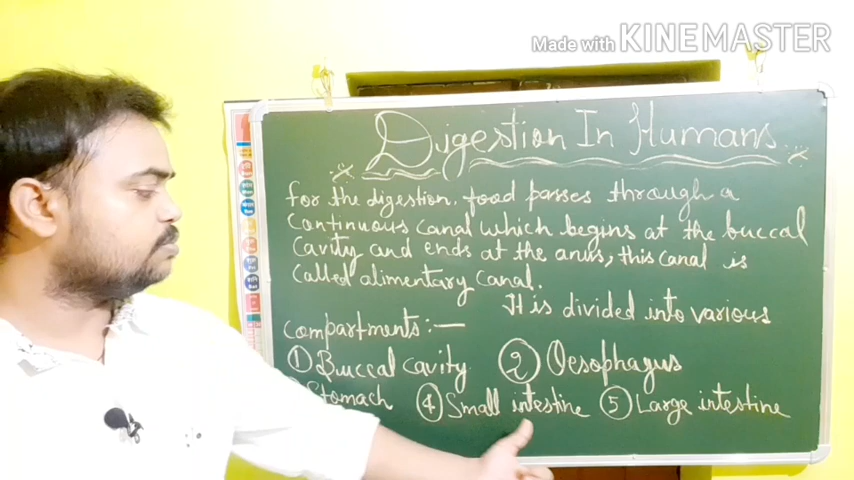 Made with KINEMASTER
Digestion In Humans
for the digestion. food passes through a
continuous canal which begins at the buccal
cavity and ends at the anus, this canal is
called alimentary canal.
It is divided into various
compartments:—
① Buccal cavity ② Oesophagus
Stomach ④ Small intestine ⑤ Large intestine